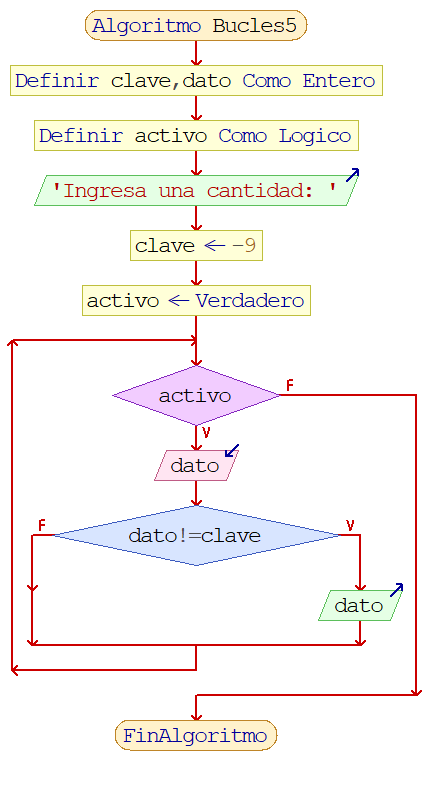 Algoritmo Bucles5
Definir clave,dato Como Entero
Definir activo Como Logico
'Ingresa una cantidad: '
clave ← -9
activo ← Verdadero
activo
F
V
dato
F
dato!=clave
V
dato
FinAlgoritmo